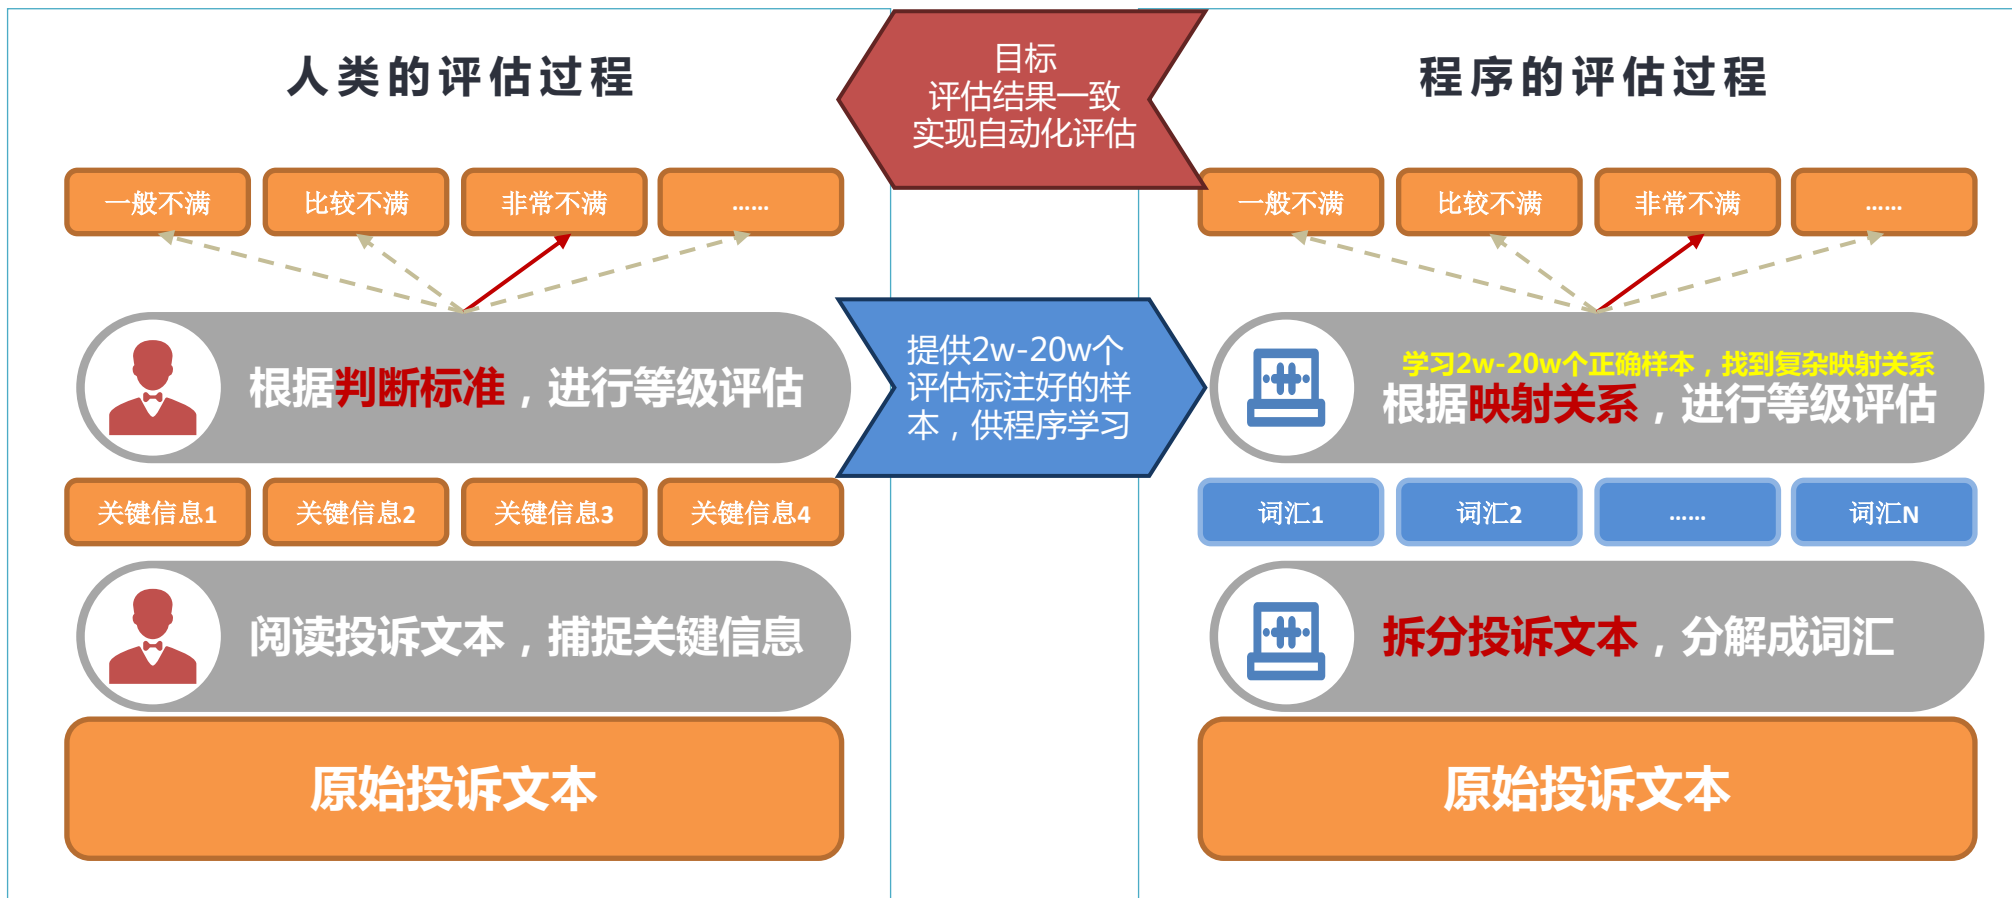 人类的评估过程
一般不满
比较不满
非常不满
......
根据判断标准，进行等级评估
关键信息1
关键信息2
关键信息3
关键信息4
阅读投诉文本，捕捉关键信息
原始投诉文本
目标
评估结果一致
实现自动化评估
提供2w-20w个
评估标注好的样
本，供程序学习
程序的评估过程
一般不满
比较不满
非常不满
......
学习2w-20w个正确样本，找到复杂映射关系
根据映射关系，进行等级评估
词汇1
词汇2
......
词汇N
拆分投诉文本，分解成词汇
原始投诉文本